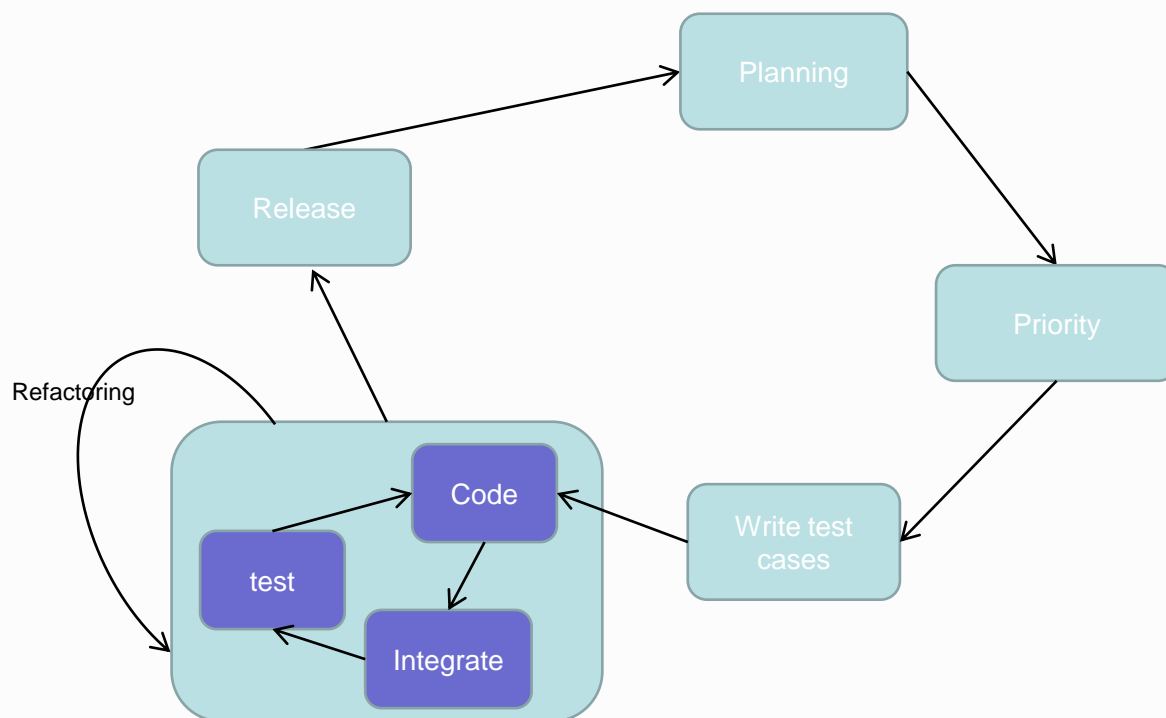 Planning
Release
Priority
Refactoring
Code
Write test
cases
test
Integrate